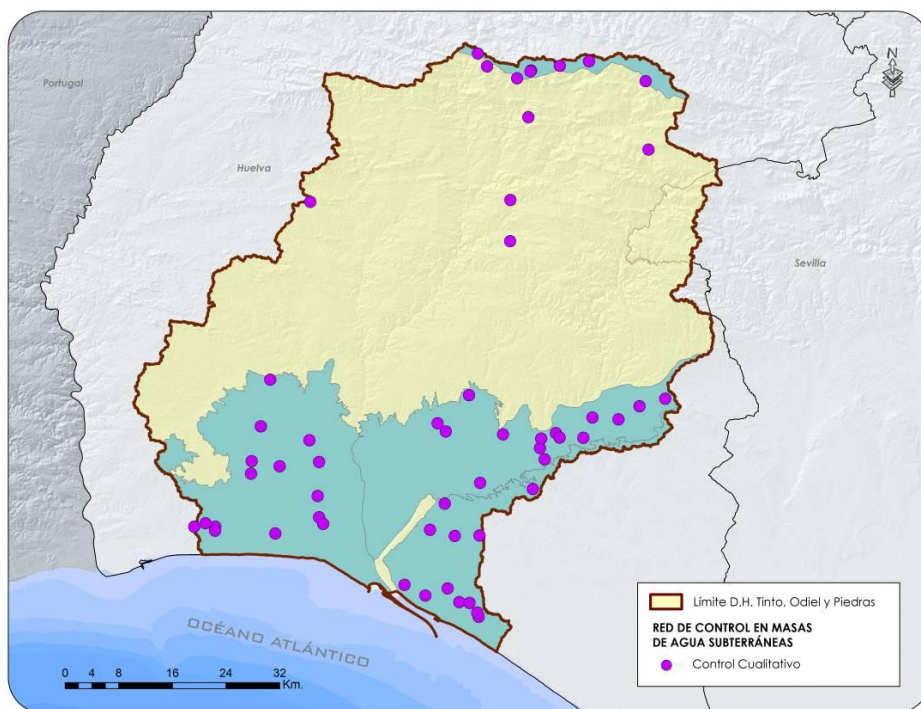 Portugal
N
Huelva
Sevilla
OCÉANO ATLÁNTICO
0 4 8 16 24 32
Km.
Límite D.H. Tinto, Odiel y Piedras
RED DE CONTROL EN MASAS
DE AGUA SUBTERRÁNEAS
Control Cualitativo